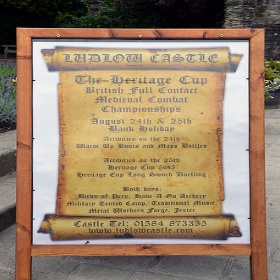 LUDLOW CASTLE
The Heritage Cup
British Full Contact
Medieval Combat
Championships
August 24th & 25th
Bank Holiday
Activities on the 24th
Warm Up Bouts and Mass Battles
Activities on the 25th
Heritage Cup 5vs5
Heritage Cup Long Sword Duelling
Both days:
Birds of Prey, Have-A-Go Archery
Military Tented Camp, Traditional Music
Metal Workers Forge, Jester
Castle Tel: 01584 873355
www.ludlowcastle.com